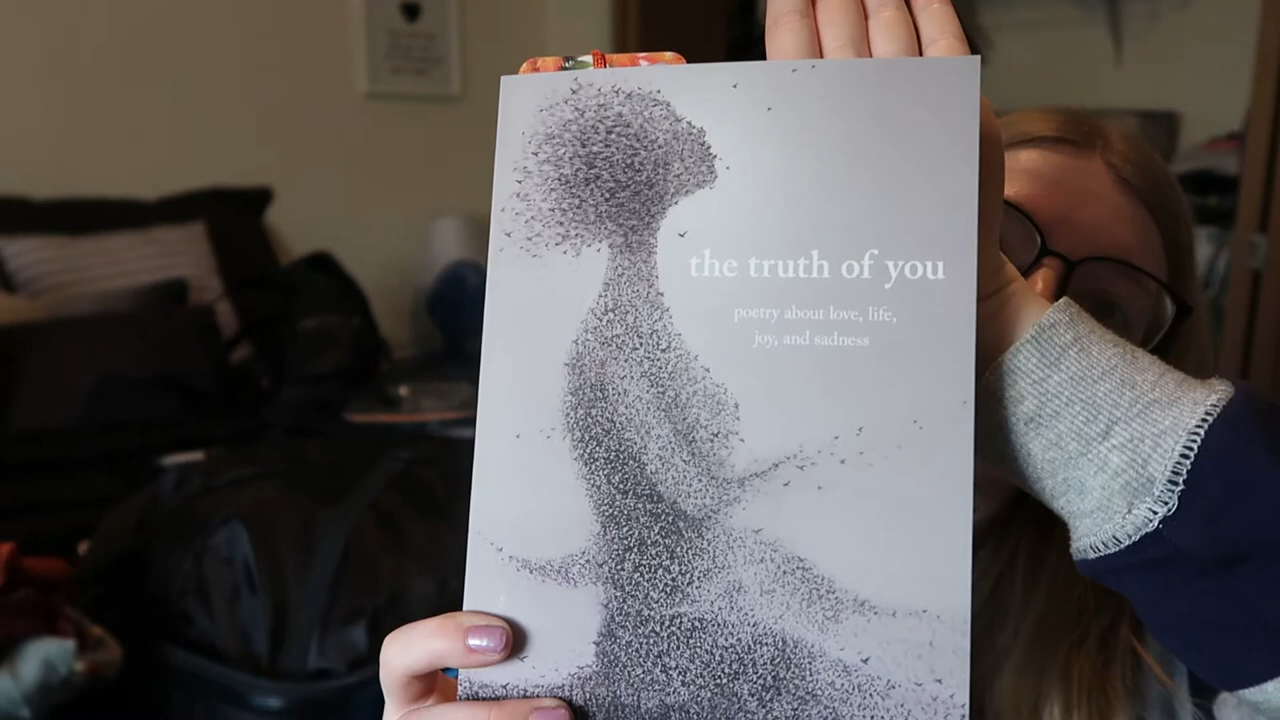 the truth of you
poetry about love, life,
joy, and sadness